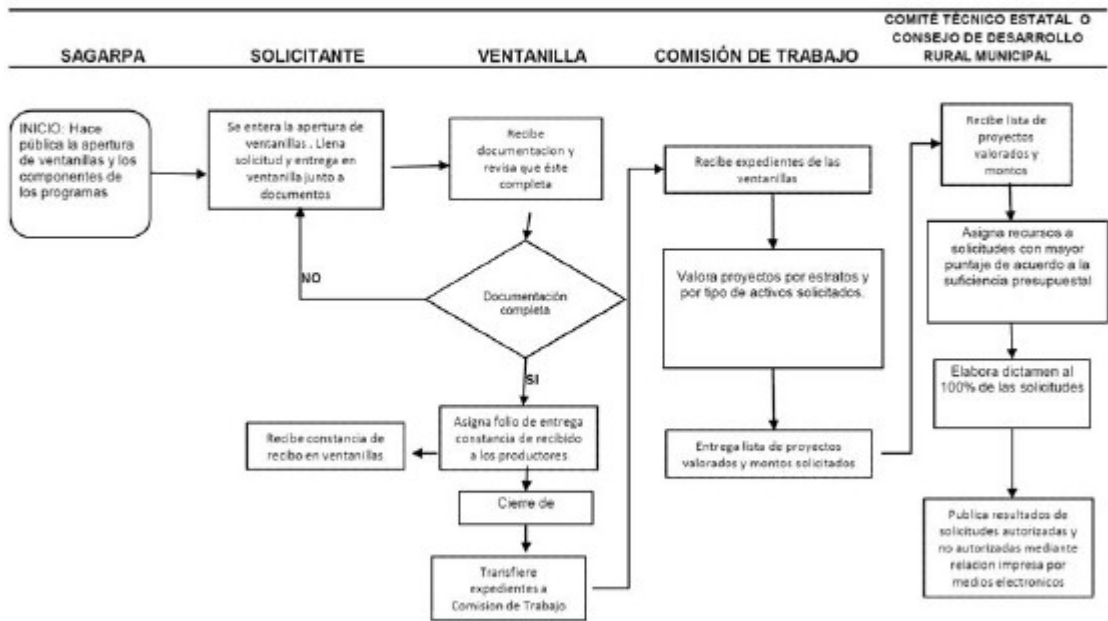 SAGARPA
SOLICITANTE
VENTANILLA
COMISIÓN DE TRABAJO
COMITÉ TÉCNICO ESTATAL O
CONSEJO DE DESARROLLO
RURAL MUNICIPAL
INICIO: Hace
pública la apertura
de ventanillas y los
componentes de
los programas
Se entera la apertura de
ventanillas . Llena
solicitud y entrega en
ventanilla junto a
documentos
Recibe
documentacion y
revisa que éste
completa
NO
Documentación
completa
SI
Asigna folio de entrega
constancia de recibido
a los productores
Recibe constancia de
recibo en ventanillas
Cierre de
Transfiere
expedientes a
Comision de Trabajo
Recibe expedientes de las
ventanillas
Valora proyectos por estratos y
por tipo de activos solicitados.
Entrega lista de proyectos
valorados y montos solicitados
Recibe lista de
proyectos
valorados y
montos
Asigna recursos a
solicitudes con mayor
puntaje de acuerdo a la
suficiencia presupuestal
Elabora dictamen al
100% de las solicitudes
Publica resultados de
solicitudes autorizadas y
no autorizadas mediante
relacion impresa por
medios electronicos